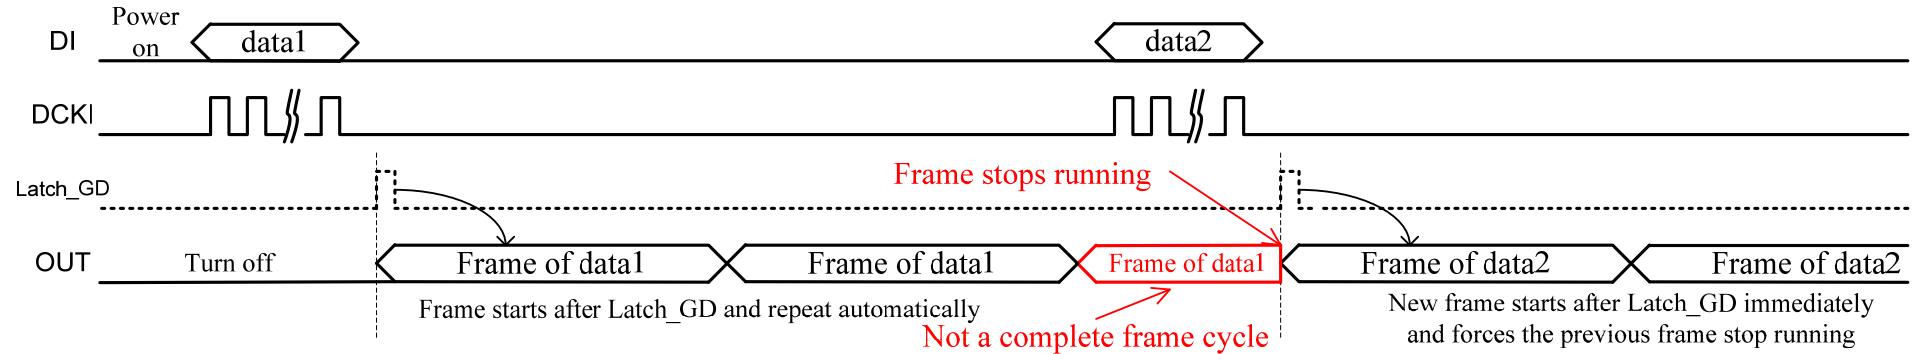 Power
on
DI
data1
data2
DCKI
Latch_GD
Frame stops running
OUT
Turn off
Frame of data1
Frame of data1
Frame of data1
Frame of data2
Frame of data2
Frame starts after Latch_GD and repeat automatically
Not a complete frame cycle
New frame starts after Latch_GD immediately
and forces the previous frame stop running